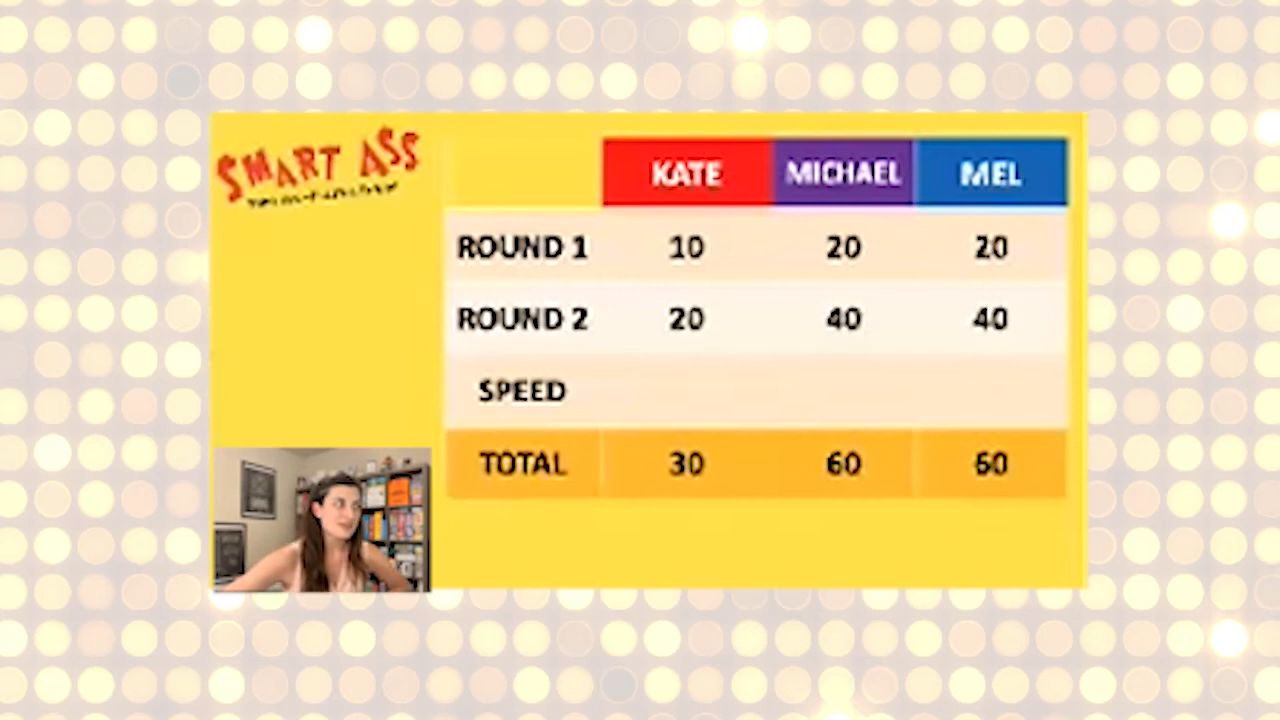 SMART ASS
KATE MICHAEL MEL
ROUND 1 10 20 20
ROUND 2 20 40 40
SPEED
TOTAL 30 60 60